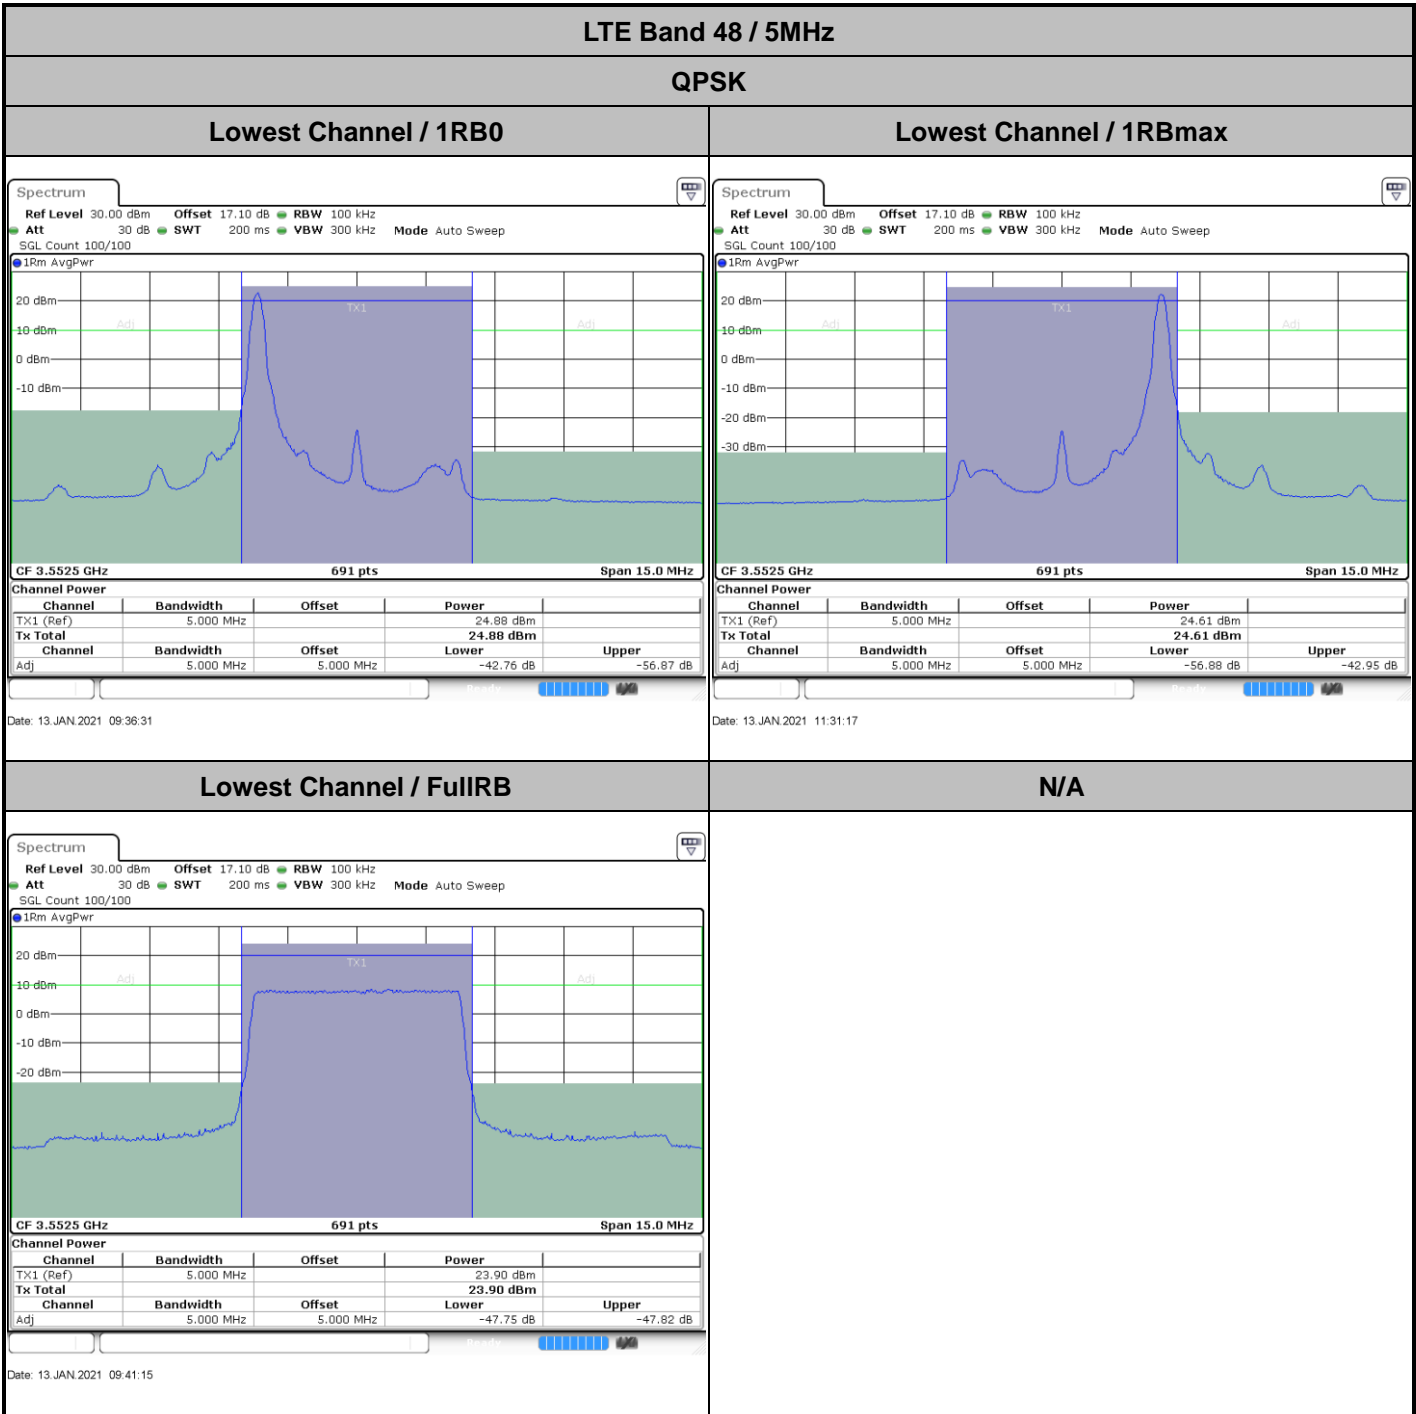 LTE Band 48 / 5MHz
QPSK
Lowest Channel / 1RB0
Lowest Channel / 1RBmax
Spectrum
Ref Level 30.00 dBm Offset 17.10 dB RBW 100 kHz
Att 30 dB SWT 200 ms VBW 300 kHz Mode Auto Sweep
SGL Count 100/100
1Rm AvgPwr
TX1
20 dBm
Adj
Adj
10 dBm
0 dBm
-10 dBm
CF 3.5525 GHz 691 pts Span 15.0 MHz
Channel Power
Channel Bandwidth Offset Power
TX1 (Ref) 5.000 MHz 24.88 dBm
Tx Total 24.88 dBm
Channel Bandwidth Offset Lower Upper
Adj 5.000 MHz 5.000 MHz -42.76 dB -56.87 dB
Ready
Date: 13.JAN.2021 09:36:31
Spectrum
Ref Level 30.00 dBm Offset 17.10 dB RBW 100 kHz
Att 30 dB SWT 200 ms VBW 300 kHz Mode Auto Sweep
SGL Count 100/100
1Rm AvgPwr
TX1
20 dBm
Adj
Adj
10 dBm
0 dBm
-10 dBm
-20 dBm
-30 dBm
CF 3.5525 GHz 691 pts Span 15.0 MHz
Channel Power
Channel Bandwidth Offset Power
TX1 (Ref) 5.000 MHz 24.61 dBm
Tx Total 24.61 dBm
Channel Bandwidth Offset Lower Upper
Adj 5.000 MHz 5.000 MHz -56.88 dB -42.95 dB
Ready
Date: 13.JAN.2021 11:31:17
Lowest Channel / FullRB
N/A
Spectrum
Ref Level 30.00 dBm Offset 17.10 dB RBW 100 kHz
Att 30 dB SWT 200 ms VBW 300 kHz Mode Auto Sweep
SGL Count 100/100
1Rm AvgPwr
20 dBm
TX1
Adj
Adj
10 dBm
0 dBm
-10 dBm
-20 dBm
CF 3.5525 GHz 691 pts Span 15.0 MHz
Channel Power
Channel Bandwidth Offset Power
TX1 (Ref) 5.000 MHz 23.90 dBm
Tx Total 23.90 dBm
Channel Bandwidth Offset Lower Upper
Adj 5.000 MHz 5.000 MHz -47.75 dB -47.82 dB
Ready
Date: 13.JAN.2021 09:41:15